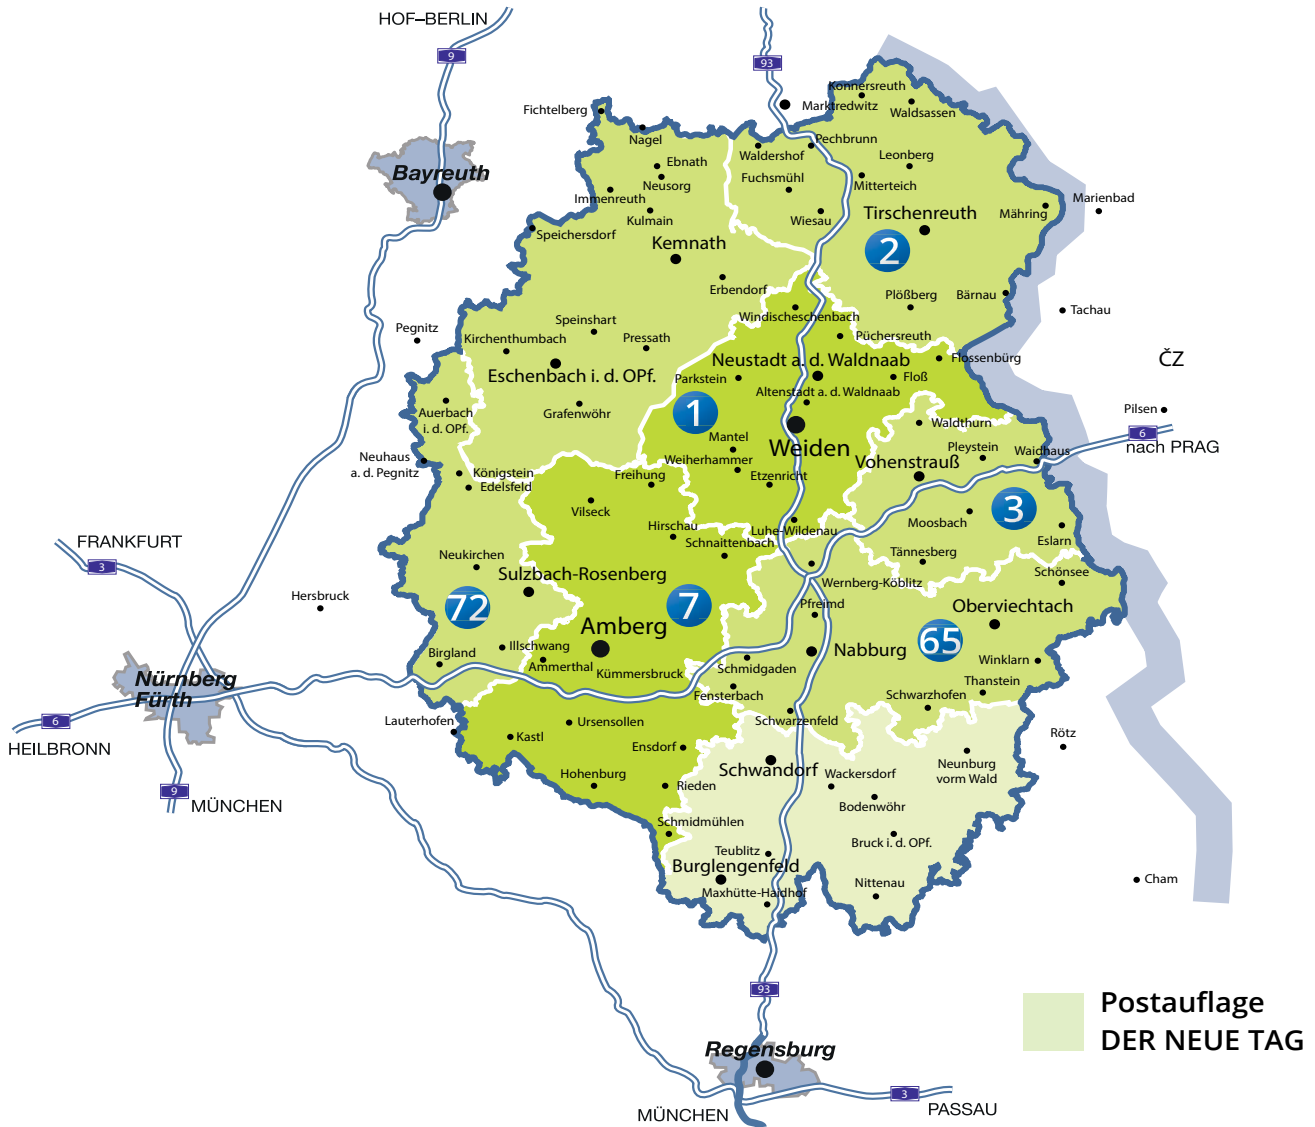 HOF–BERLIN
9
93
Konnersreuth
Marktredwitz
Waldsassen
Fichtelberg
Nagel
Pechbrunn
Waldershof
Leonberg
Ebnath
Bayreuth
Neusorg
Fuchsmühl
Mitterteich
Immenreuth
Marienbad
Kulmain
Wiesau
Tirschenreuth
Mähring
Speichersdorf
Kemnath
2
Erbendorf
Plößberg
Bärnau
Windischeschenbach
Tachau
Pegnitz
Speinshart
Kirchenthumbach
Pressath
Püchersreuth
Neustadt a. d. Waldnaab
Flossenbürg
ČZ
Eschenbach i. d. OPf.
Parkstein
Floß
Altenstadt a. d. Waldnaab
Auerbach
i. d. OPf.
Grafenwöhr
1
Pilsen
Waldthurn
6
nach PRAG
Mantel
Weiden
Pleystein
Waidhaus
Neuhaus
a. d. Pegnitz
Weiherhammer
Vohenstrauß
Königstein
Edelsfeld
Freihung
Etzenricht
Vilseck
3
Moosbach
Hirschau
Luhe-Wildenau
Eslarn
FRANKFURT
3
Schnaittenbach
Neukirchen
Tännesberg
Sulzbach-Rosenberg
Schönsee
Wernberg-Köblitz
Hersbruck
72
7
Pfreimd
Oberviechtach
Amberg
65
Illschwang
Nabburg
Birgland
Ammerthal
Kümmersbruck
Schmidgaden
Winklarn
Nürnberg
Fürth
Thanstein
Fensterbach
Schwarzhofen
6
Lauterhofen
Ursensollen
Schwarzenfeld
HEILBRONN
Kastl
Ensdorf
Rötz
Schwandorf
Neunburg
vorm Wald
Hohenburg
Rieden
Wackersdorf
9
MÜNCHEN
Bodenwöhr
Schmidmühlen
Bruck i. d. OPf.
Teublitz
Burglengenfeld
Cham
Maxhütte-Haidhof
Nittenau
93
Postauflage
DER NEUE TAG
Regensburg
3
MÜNCHEN
PASSAU